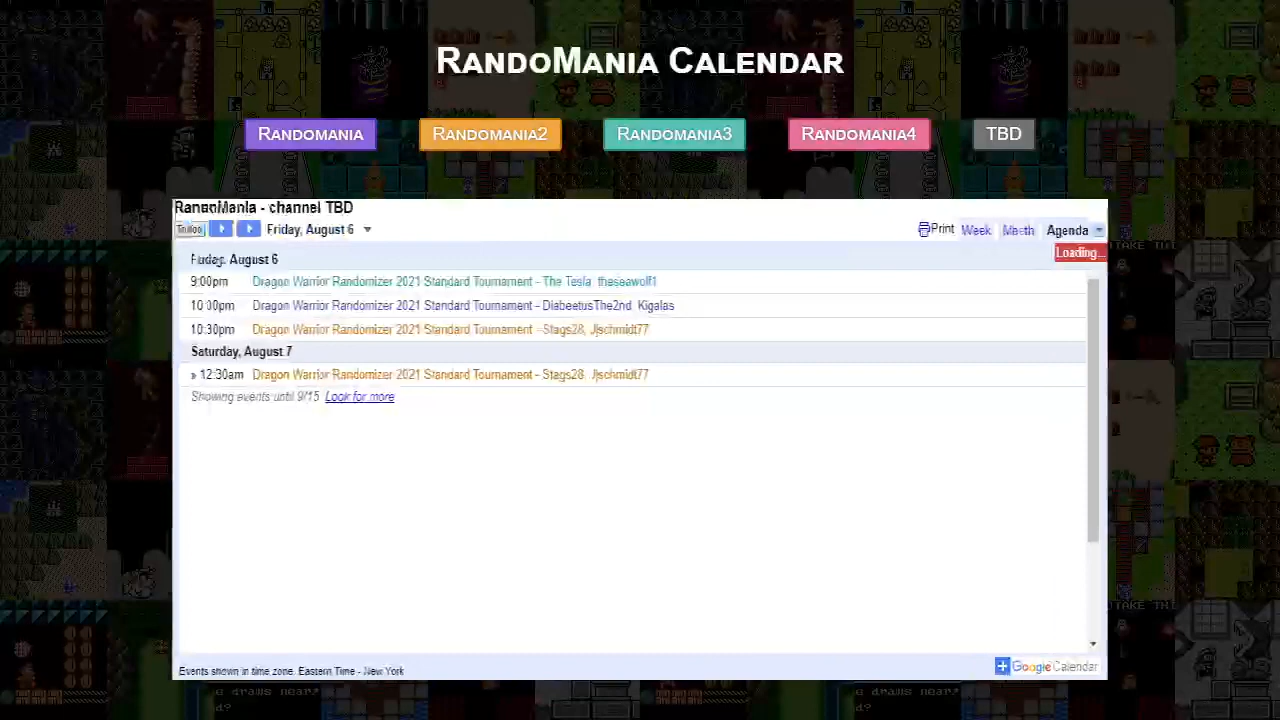 RANDOMANIA CALENDAR
RANDOMANIA RANDOMANIA2 RANDOMANIA3 RANDOMANIA4 TBD
RandoMania - channel TBD
Friday, August 6 Print Week Month Agenda
Loading...
Friday, August 6
9:00pm Dragon Warrior Randomizer 2021 Standard Tournament - The Tesla, theseawolf1
10:00pm Dragon Warrior Randomizer 2021 Standard Tournament - DiabeetusThe2nd, Kigalas
10:30pm Dragon Warrior Randomizer 2021 Standard Tournament - Stags28, Jjschmidt77
Saturday, August 7
12:30am Dragon Warrior Randomizer 2021 Standard Tournament - Stags28, Jjschmidt77
Showing events until 9/15 Look for more
Events shown in time zone: Eastern Time - New York
Google Calendar
e draws near!
d?
e draws near!
d?